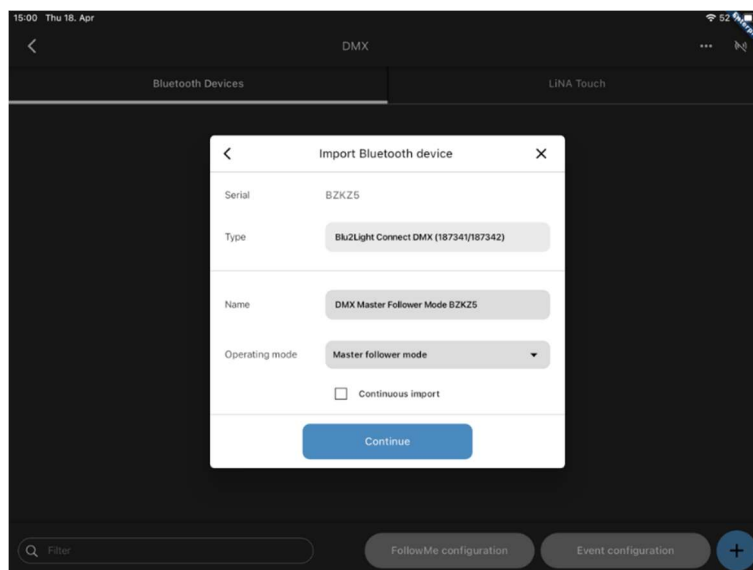 15:00 Thu 18. Apr
52
DMX
Bluetooth Devices
LiNA Touch
Import Bluetooth device
Serial
BZKZ5
Type
Blu2Light Connect DMX (187341/187342)
Name
DMX Master Follower Mode BZKZ5
Operating mode
Master follower mode
Continuous import
Continue
Filter
FollowMe configuration
Event configuration